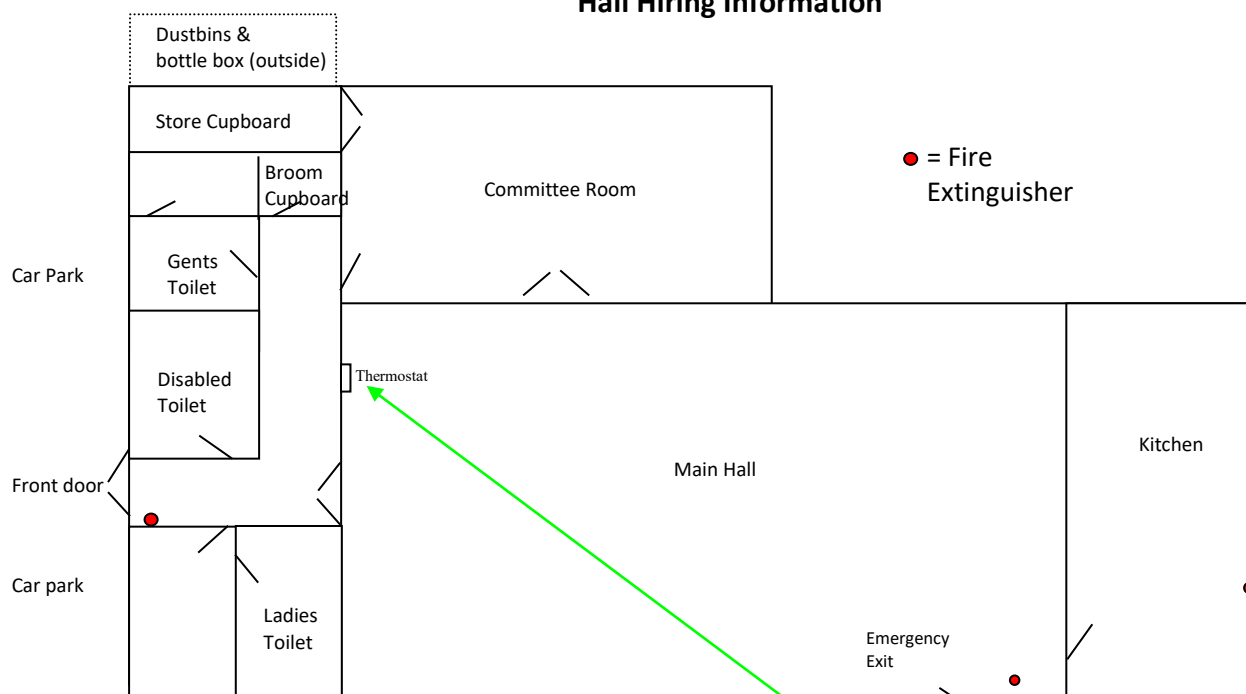 Hall Hiring Information
Dustbins &
bottle box (outside)
Store Cupboard
Broom
Cupboard
Committee Room
= Fire
Extinguisher
Car Park
Gents
Toilet
Thermostat
Disabled
Toilet
Kitchen
Main Hall
Front door
Car park
Ladies
Toilet
Emergency
Exit